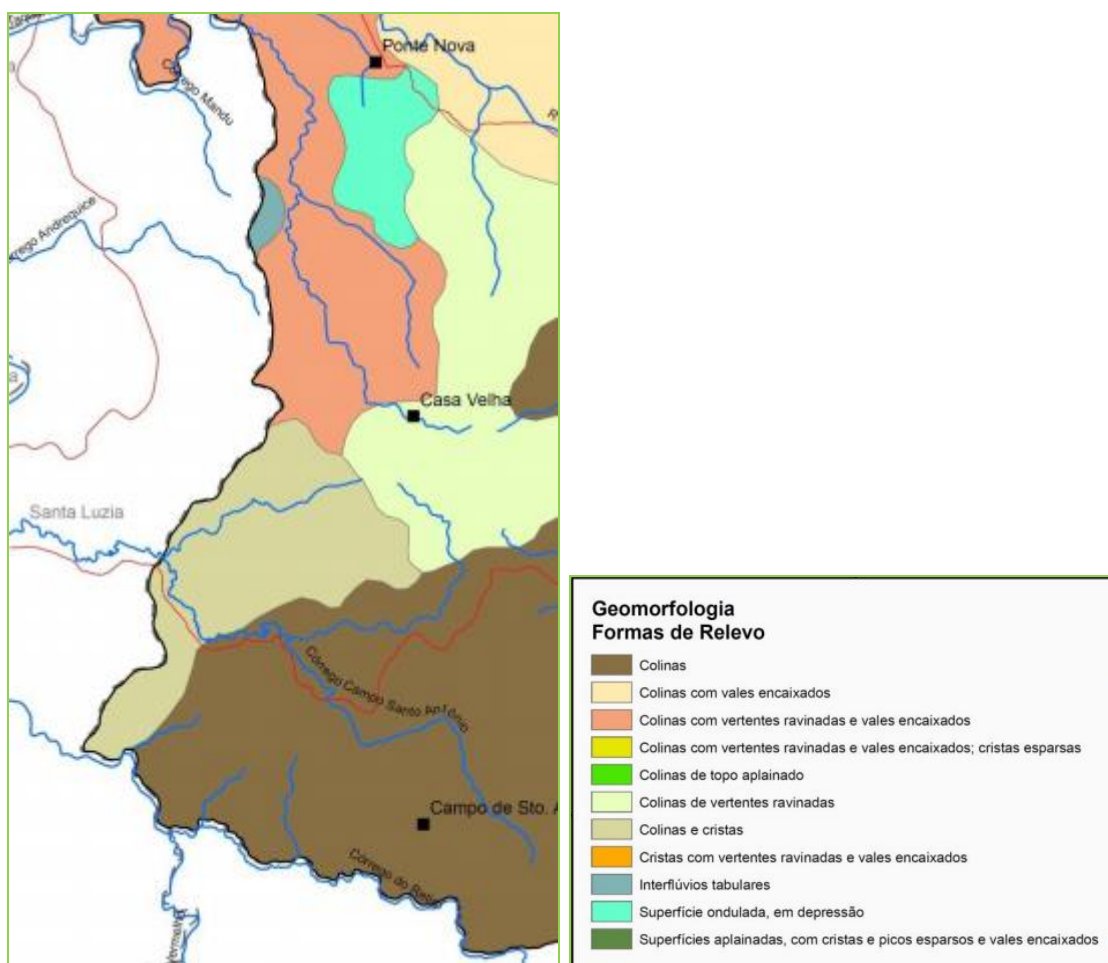 Ponte Nova
Córrego Mandu
Córrego Andrequicé
Casa Velha
Santa Luzia
Córrego Campo Santo Antônio
Campo de Sto. A
Córrego do Retiro
Vermelho
Geomorfologia
Formas de Relevo
Colinas
Colinas com vales encaixados
Colinas com vertentes ravinadas e vales encaixados
Colinas com vertentes ravinadas e vales encaixados; cristas esparsas
Colinas de topo aplainado
Colinas de vertentes ravinadas
Colinas e cristas
Cristas com vertentes ravinadas e vales encaixados
Interflúvios tabulares
Superfície ondulada, em depressão
Superfícies aplainadas, com cristas e picos esparsos e vales encaixados